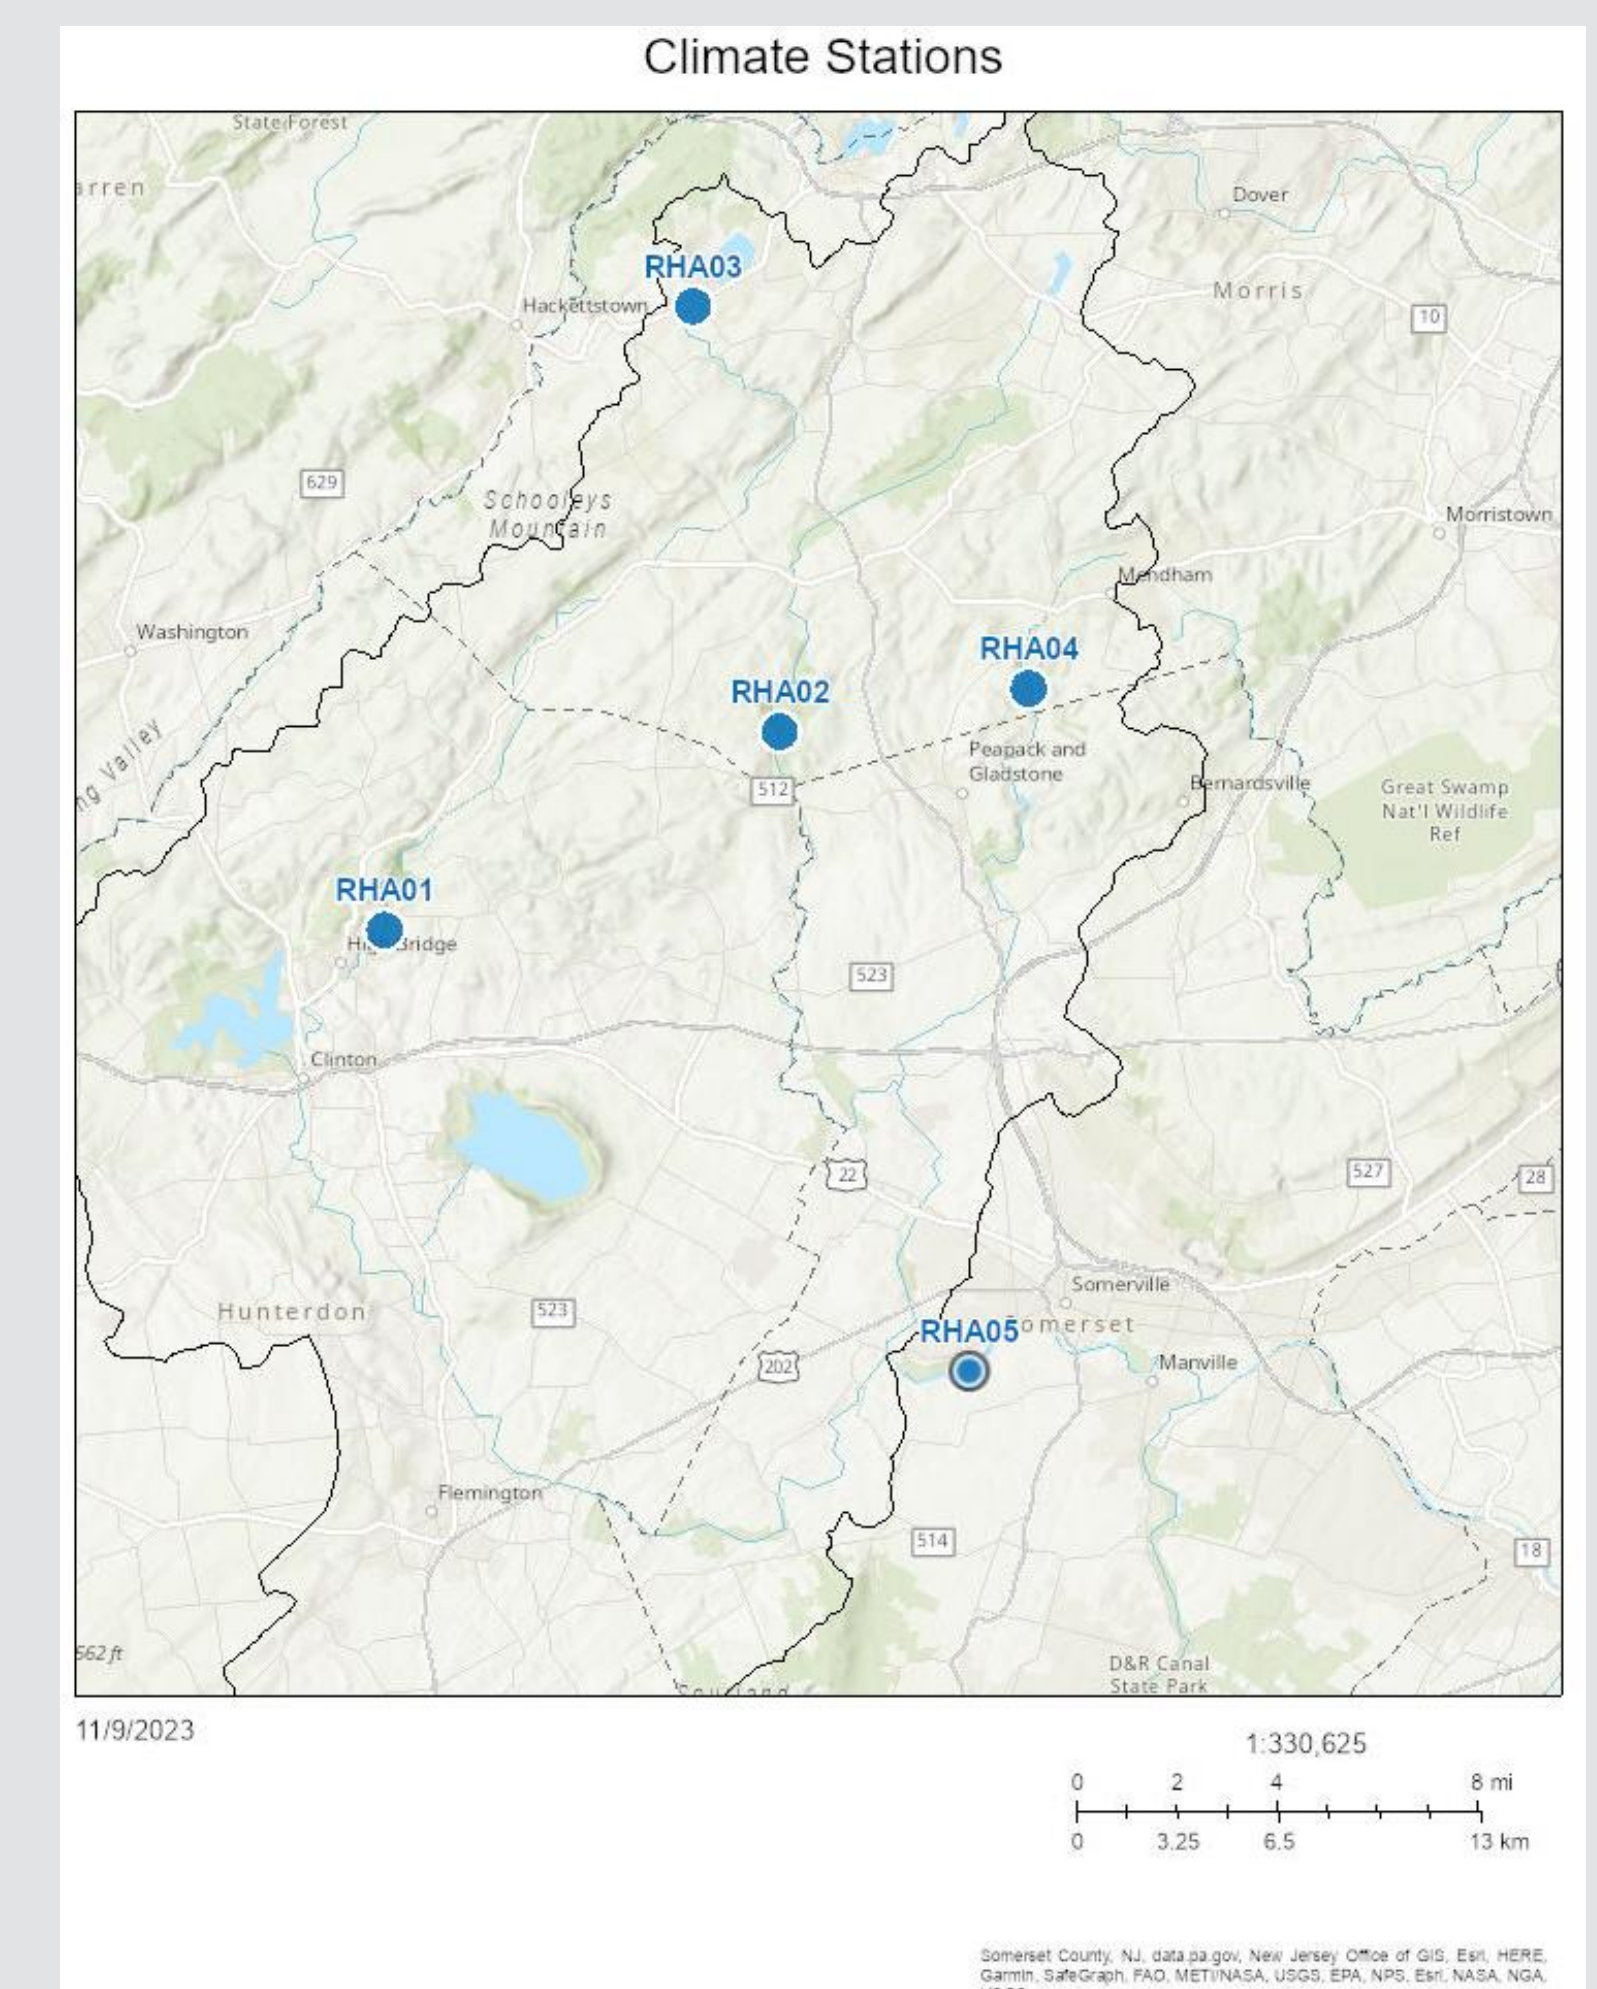 Climate Stations
State Forest
arren
Dover
RHA03
Morris
Hackettstown
10
629
Schooleys
Mountain
Morristown
Mendham
Washington
RHA04
RHA02
ng Valley
Peapack and
Gladstone
512
Bernardsville
Great Swamp
Nat'l Wildlife
Ref
RHA01
High Bridge
523
Clinton
22
527
28
Somerville
Hunterdon
523
RHA05
omerset
202
Manville
Flemington
514
18
562 ft
D&R Canal
State Park
Sourland
11/9/2023
1:330,625
0 2 4 8 mi
0 3.25 6.5 13 km
Somerset County, NJ, data.pa.gov, New Jersey Office of GIS, Esri, HERE,
Garmin, SafeGraph, FAO, METI/NASA, USGS, EPA, NPS, Esri, NASA, NGA,